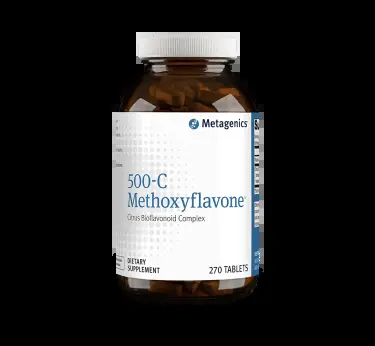 Metagenics®
500-C
Methoxyflavone®
Citrus Bioflavonoid Complex
DIETARY
SUPPLEMENT
270 TABLETS